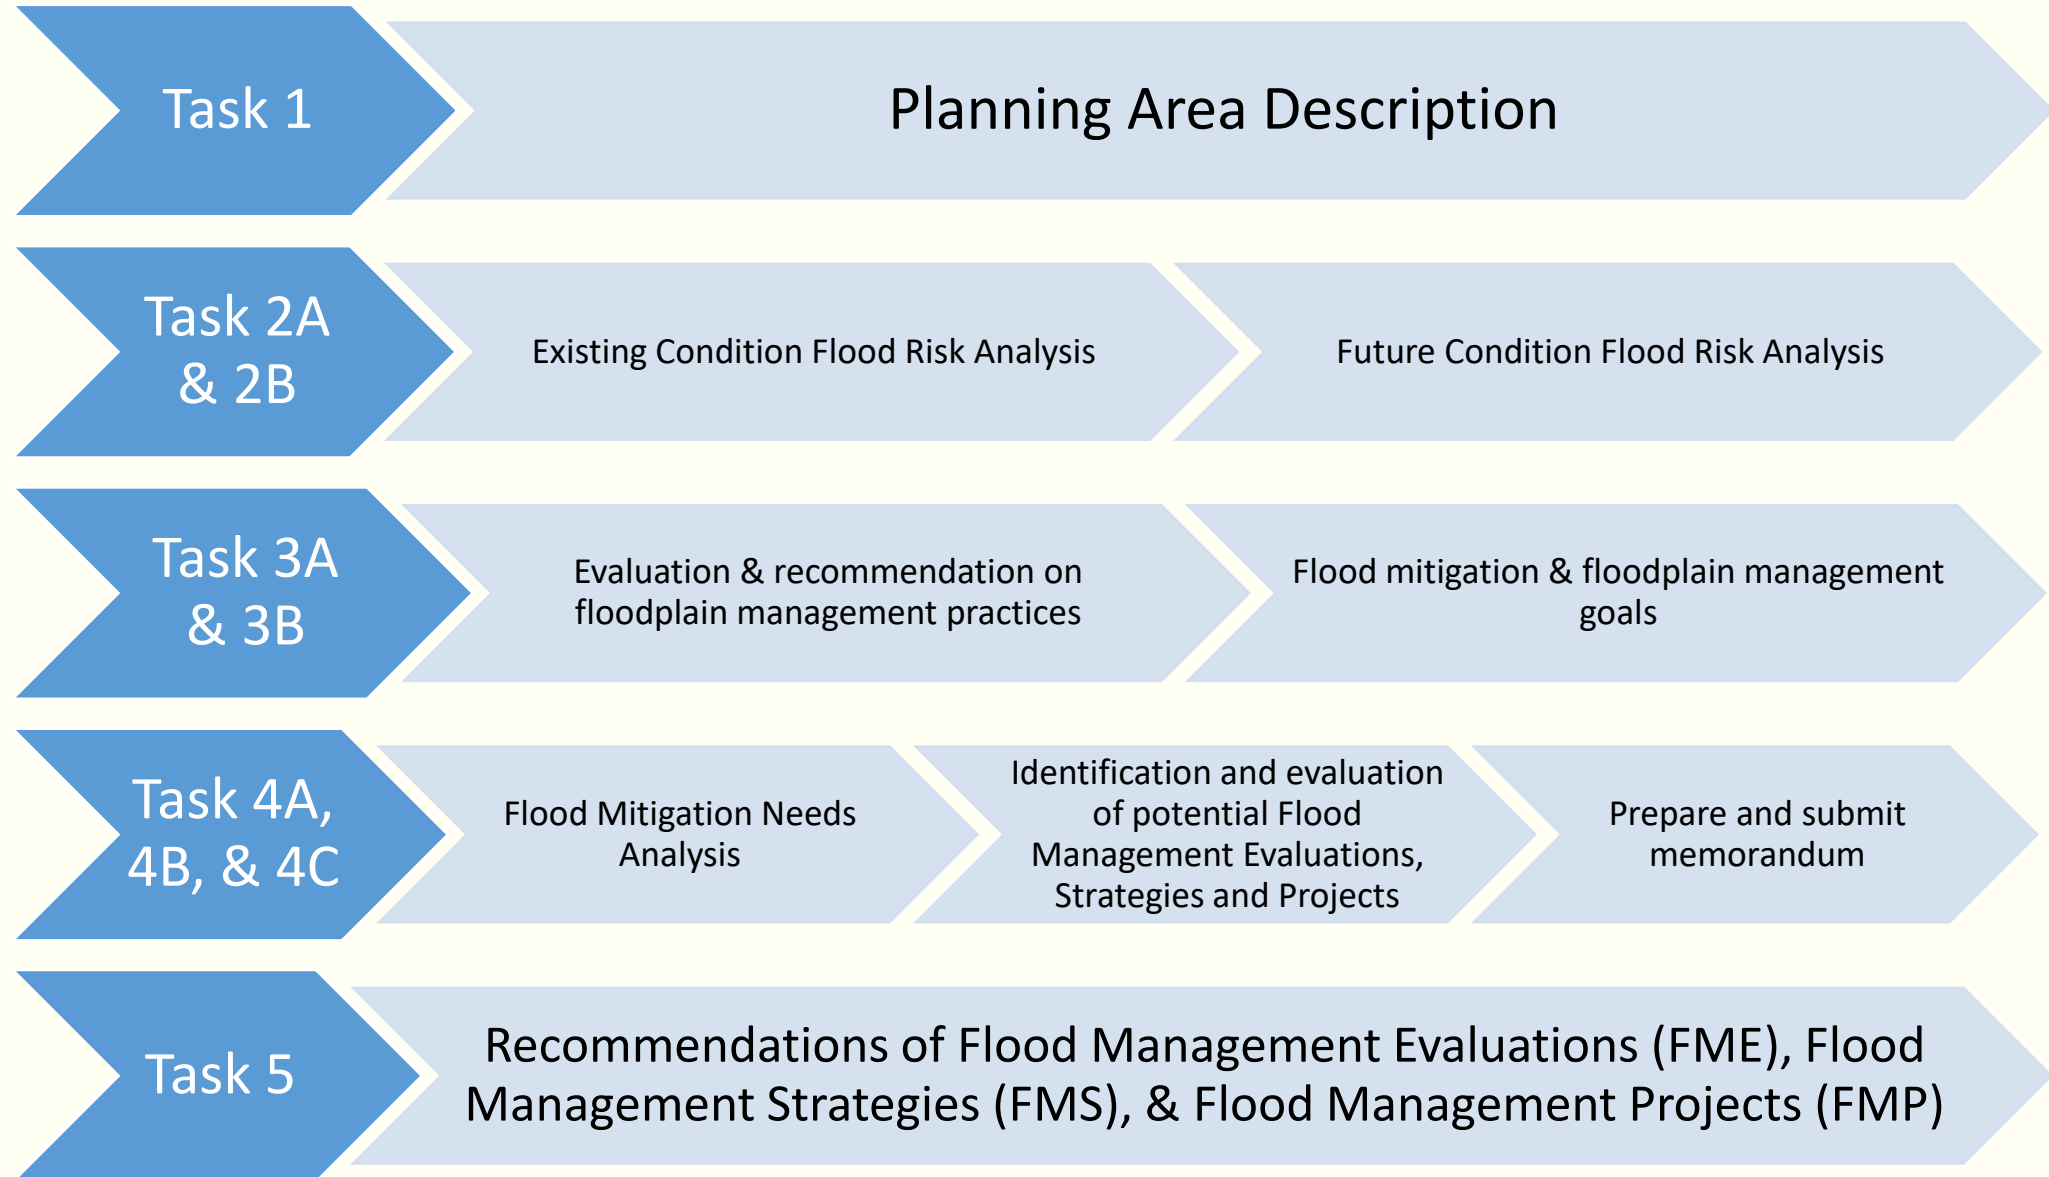 Task 1
Planning Area Description
Task 2A
& 2B
Existing Condition Flood Risk Analysis
Future Condition Flood Risk Analysis
Task 3A
& 3B
Evaluation & recommendation on
floodplain management practices
Flood mitigation & floodplain management
goals
Task 4A,
4B, & 4C
Flood Mitigation Needs
Analysis
Identification and evaluation
of potential Flood
Management Evaluations,
Strategies and Projects
Prepare and submit
memorandum
Task 5
Recommendations of Flood Management Evaluations (FME), Flood
Management Strategies (FMS), & Flood Management Projects (FMP)